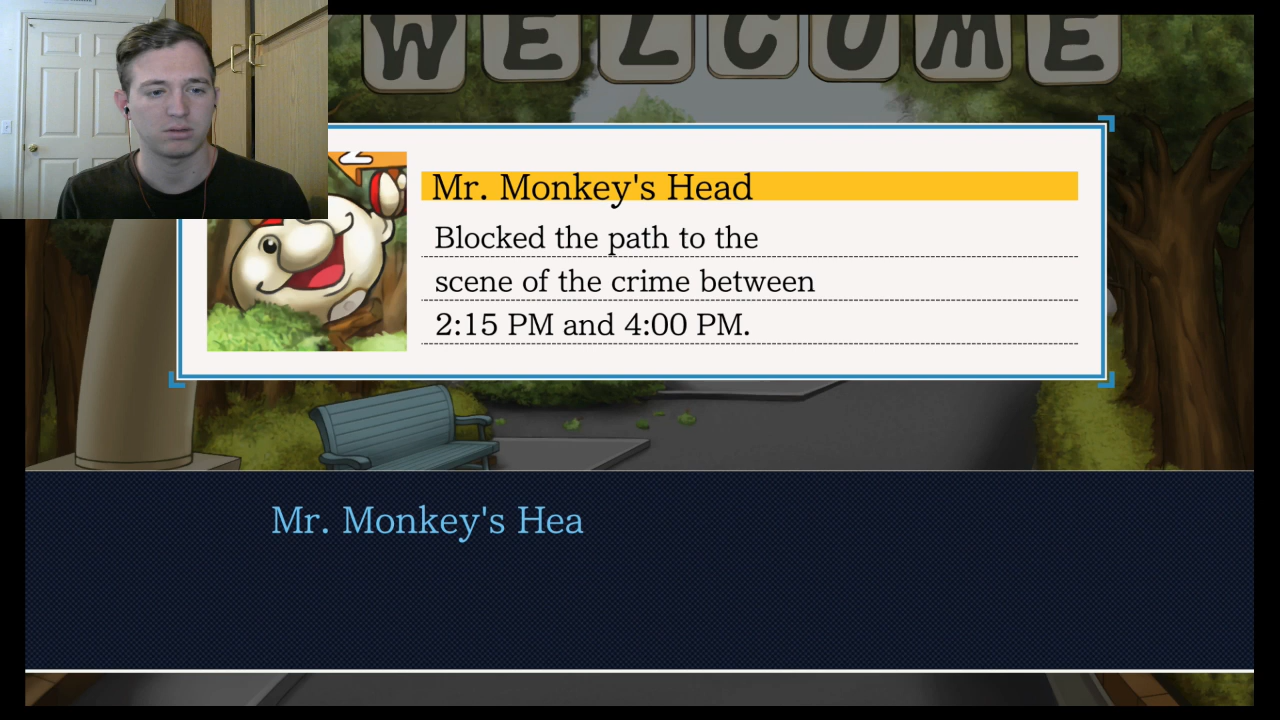 WELCOME
2
Mr. Monkey's Head
Blocked the path to the
scene of the crime between
2:15 PM and 4:00 PM.
Mr. Monkey's Hea